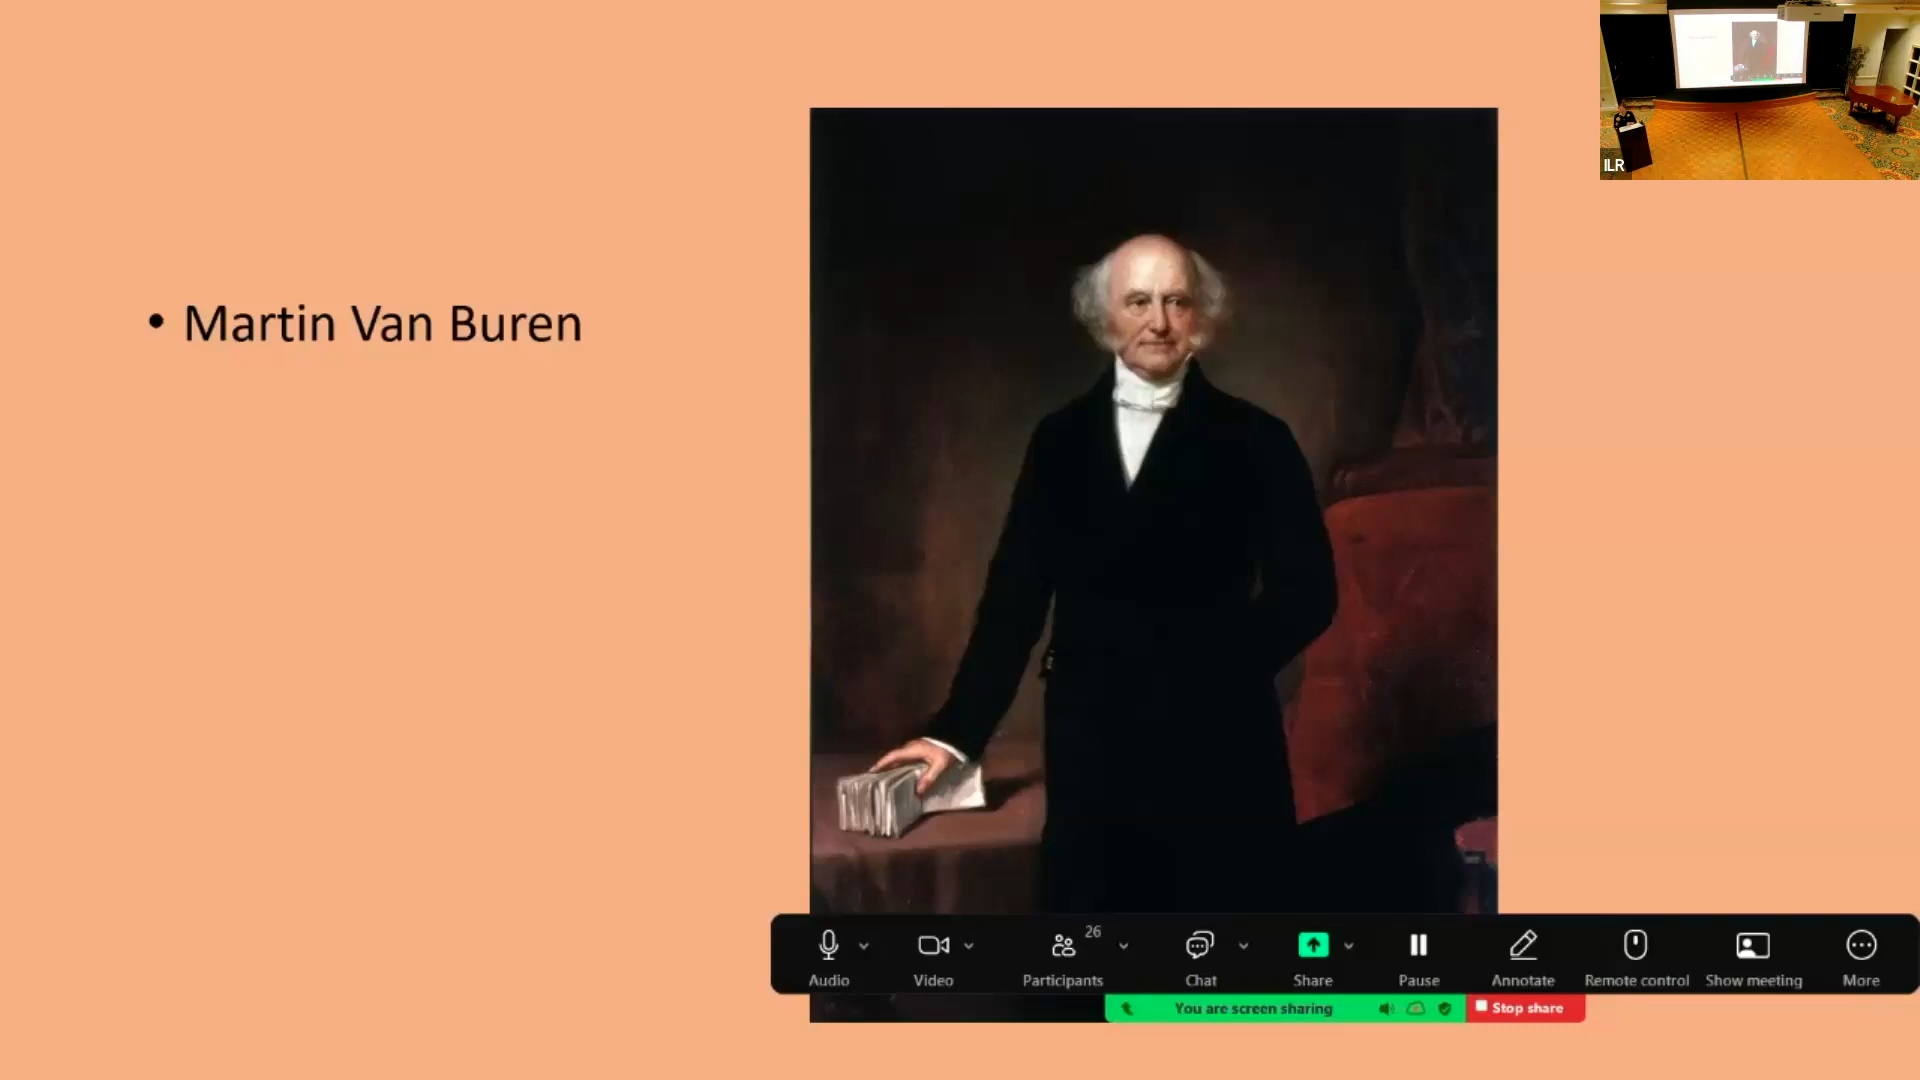 • Martin Van Buren
ILR
26
Audio
Video
Participants
Chat
Share
Pause
Annotate
Remote control
Show meeting
More
You are screen sharing
Stop share